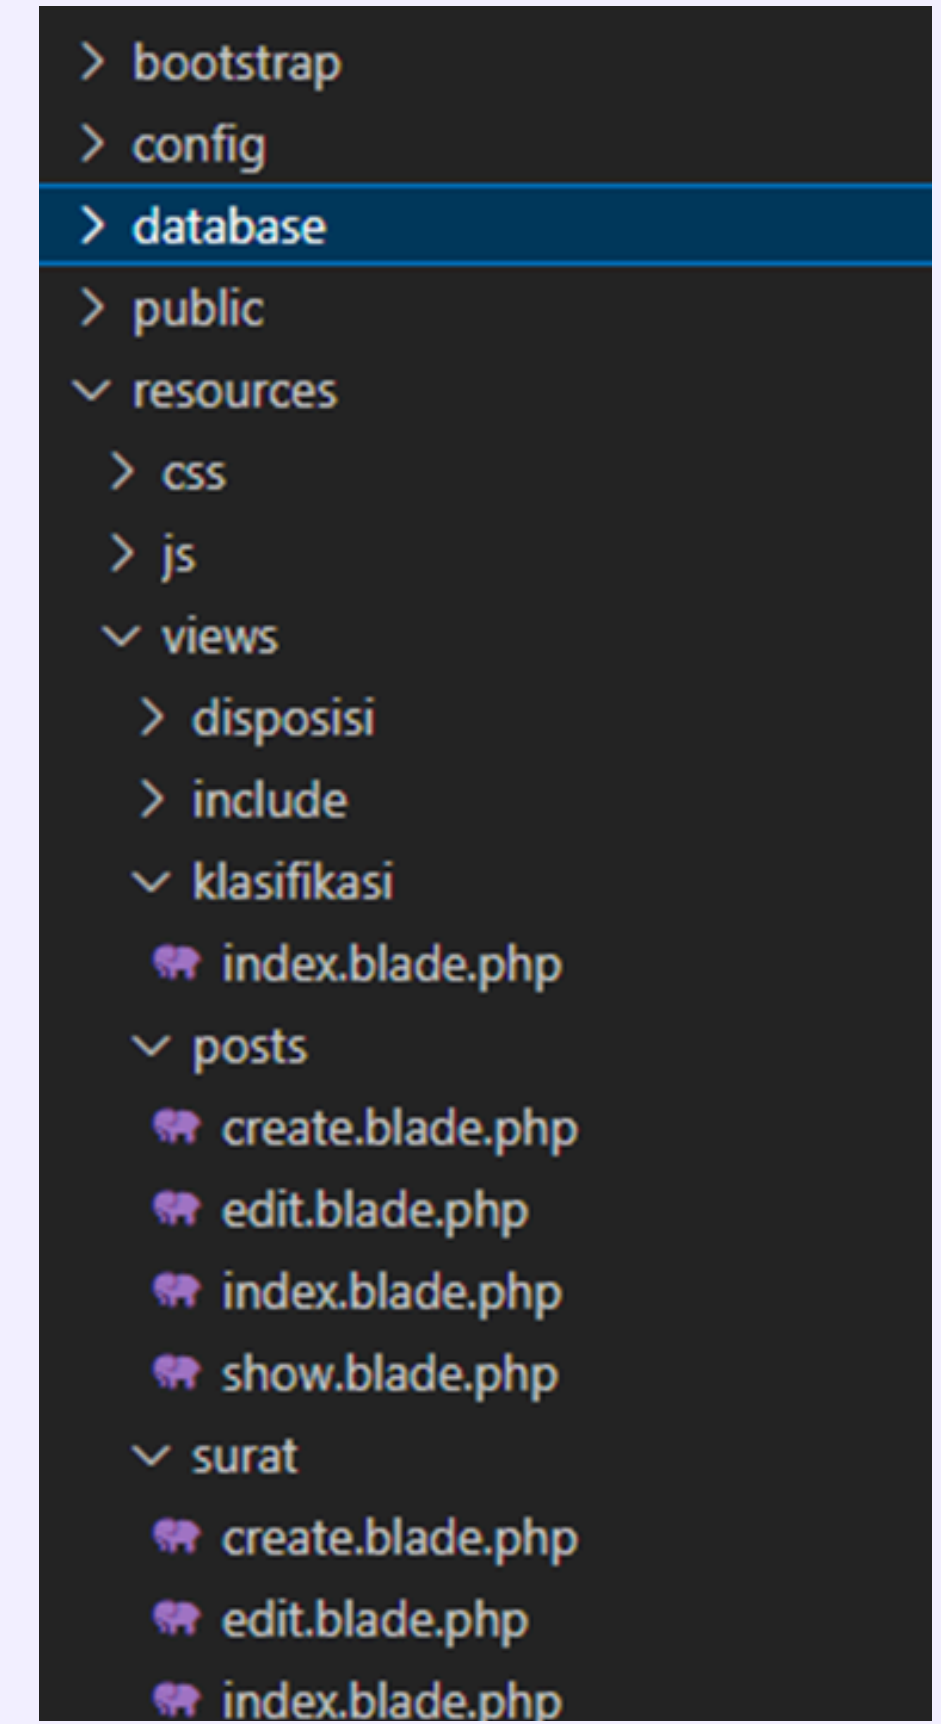 bootstrap
config
database
public
resources
css
js
views
disposisi
include
klasifikasi
index.blade.php
posts
create.blade.php
edit.blade.php
index.blade.php
show.blade.php
surat
create.blade.php
edit.blade.php
index.blade.php